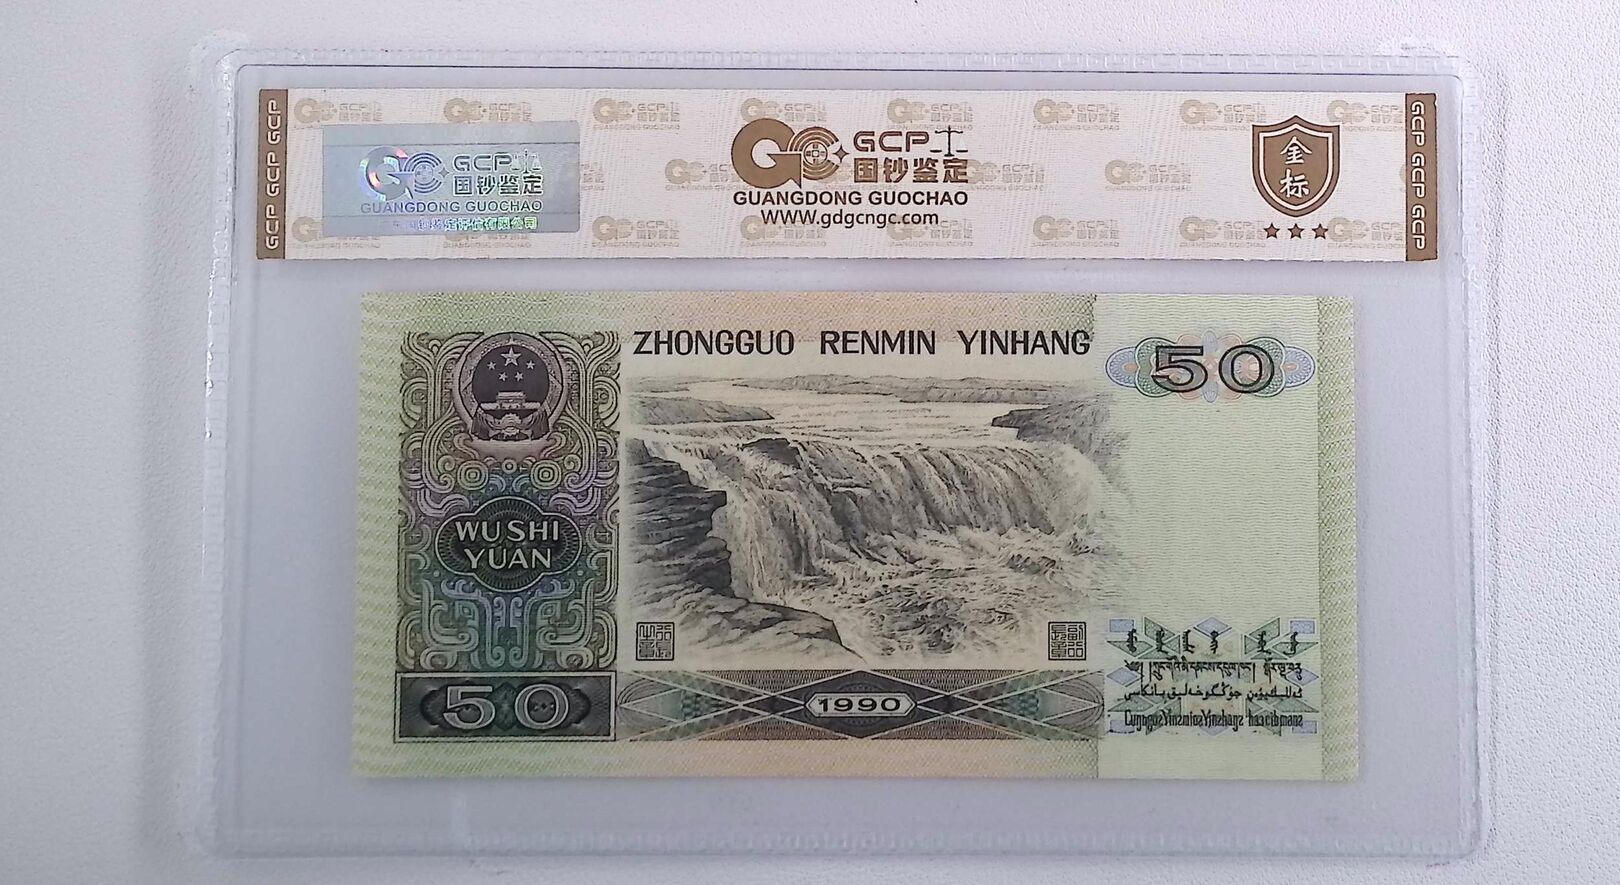 GCP GCP GCP
GCP
国钞鉴定
GUANGDONG GUOCHAO
GCP
国钞鉴定
GUANGDONG GUOCHAO
WWW.gdgcngc.com
金
标
GCP GCP GCP
ZHONGGUO RENMIN YINHANG
50
WU SHI
YUAN
50
1990